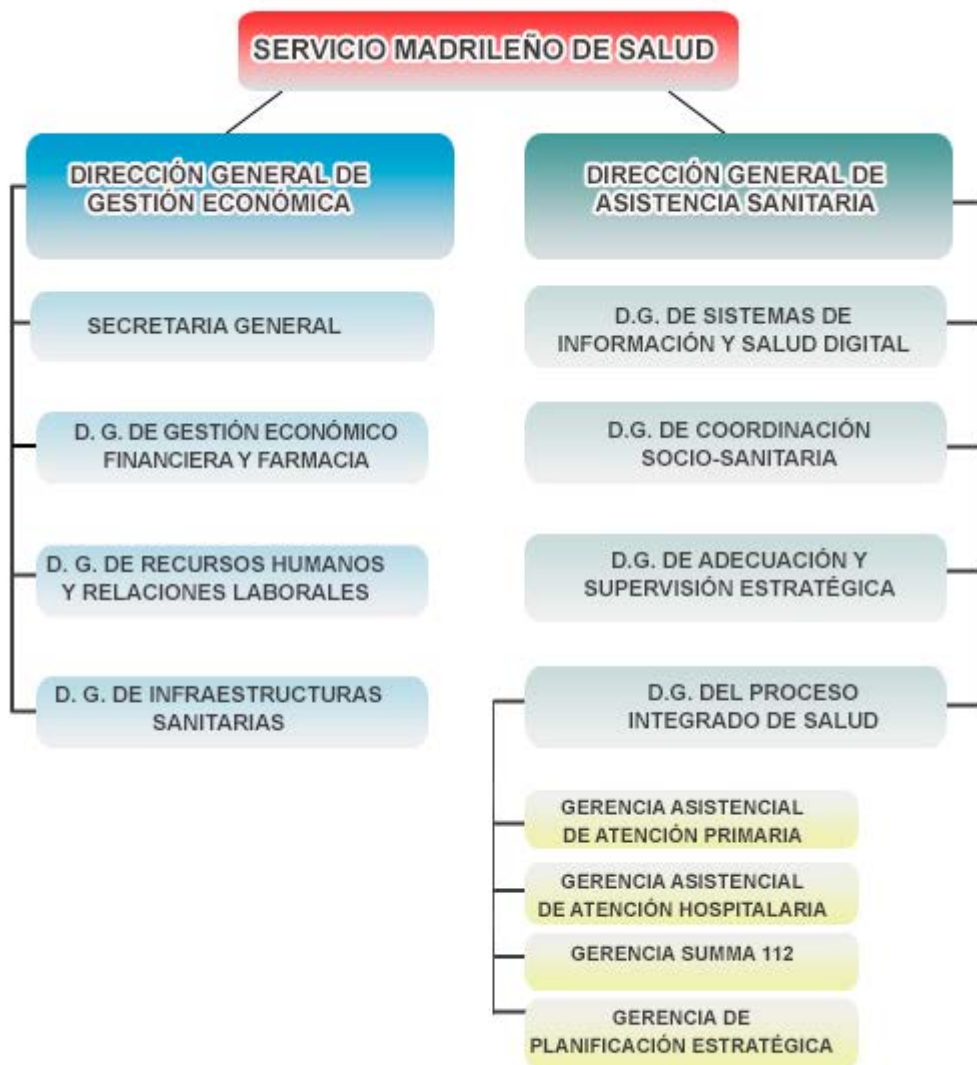 SERVICIO MADRILEÑO DE SALUD
DIRECCIÓN GENERAL DE
GESTIÓN ECONÓMICA
SECRETARIA GENERAL
D. G. DE GESTIÓN ECONÓMICO
FINANCIERA Y FARMACIA
D. G. DE RECURSOS HUMANOS
Y RELACIONES LABORALES
D. G. DE INFRAESTRUCTURAS
SANITARIAS
DIRECCIÓN GENERAL DE
ASISTENCIA SANITARIA
D.G. DE SISTEMAS DE
INFORMACIÓN Y SALUD DIGITAL
D.G. DE COORDINACIÓN
SOCIO-SANITARIA
D.G. DE ADECUACIÓN Y
SUPERVISIÓN ESTRATÉGICA
D.G. DEL PROCESO
INTEGRADO DE SALUD
GERENCIA ASISTENCIAL
DE ATENCIÓN PRIMARIA
GERENCIA ASISTENCIAL
DE ATENCIÓN HOSPITALARIA
GERENCIA SUMMA 112
GERENCIA DE
PLANIFICACIÓN ESTRATÉGICA